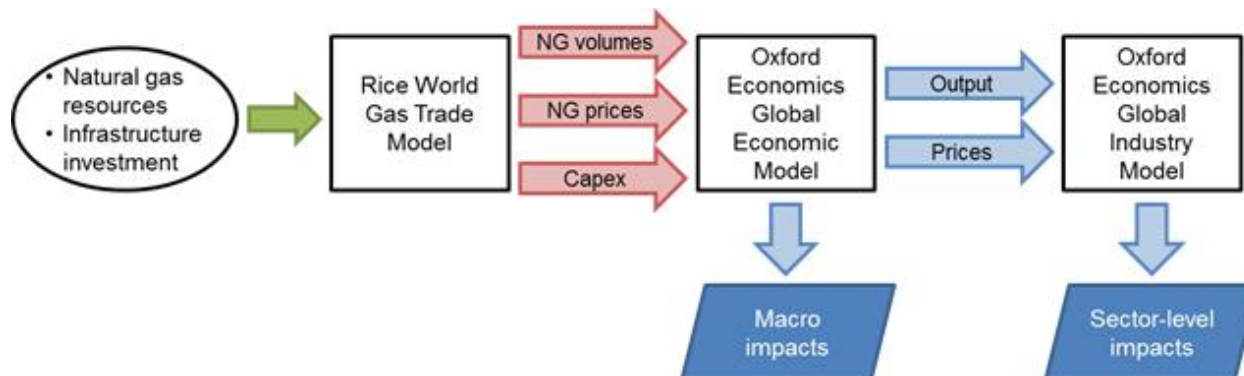 • Natural gas
resources
• Infrastructure
investment
Rice World
Gas Trade
Model
NG volumes
NG prices
Capex
Oxford
Economics
Global
Economic
Model
Output
Prices
Oxford
Economics
Global
Industry
Model
Macro
impacts
Sector-level
impacts